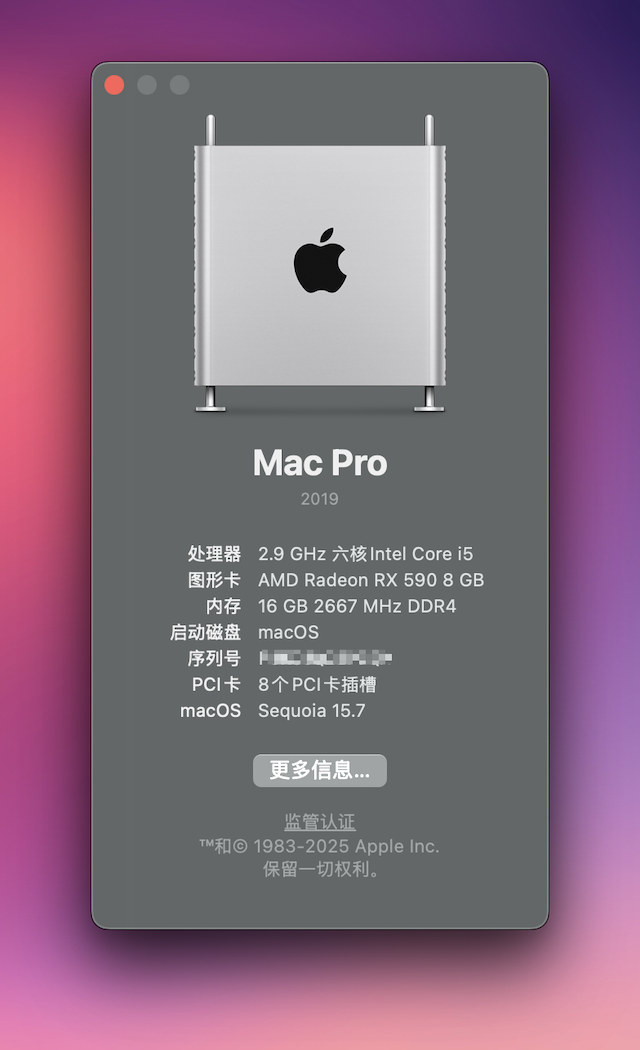 Mac Pro
2019
处理器 2.9 GHz 六核Intel Core i5
图形卡 AMD Radeon RX 590 8 GB
内存 16 GB 2667 MHz DDR4
启动磁盘 macOS
序列号
PCI卡 8个PCI卡插槽
macOS Sequoia 15.7
更多信息...
监管认证
™和© 1983-2025 Apple Inc.
保留一切权利。